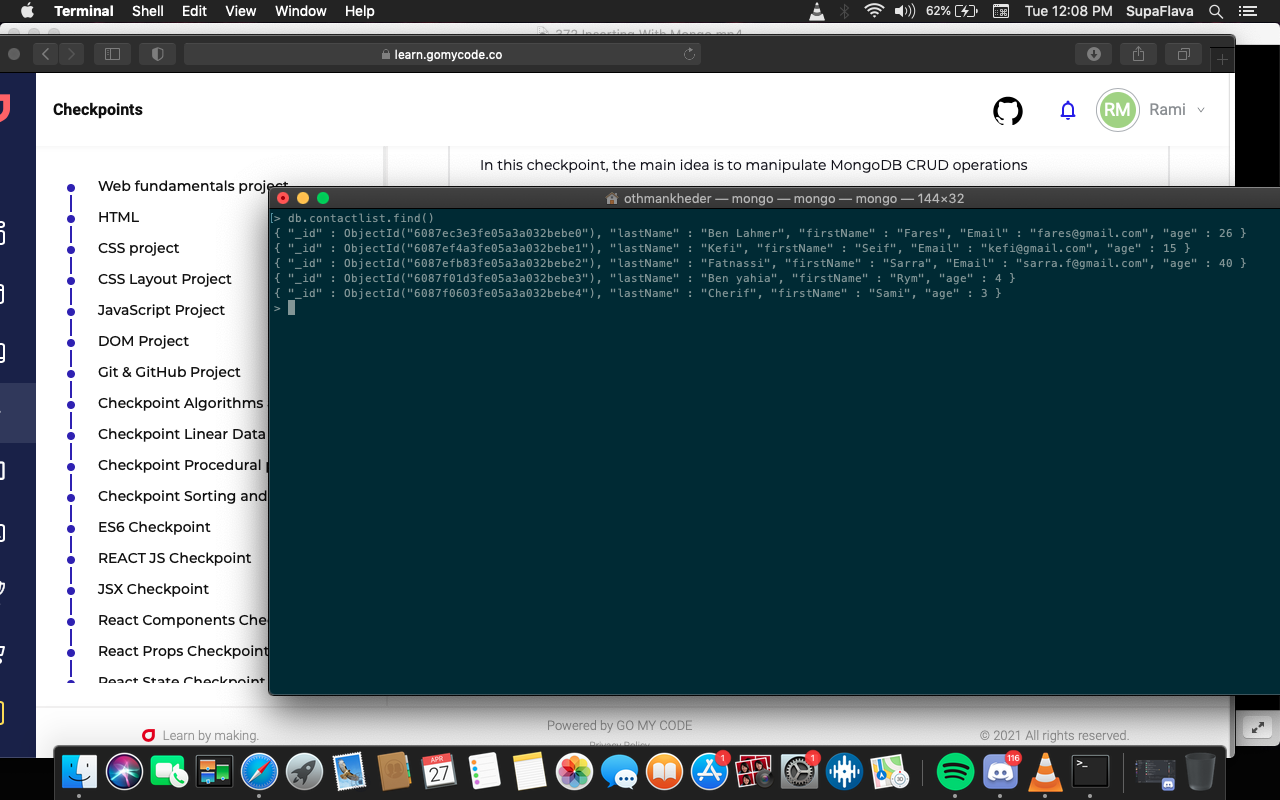 Terminal Shell Edit View Window Help 62% Tue 12:08 PM SupaFlava
learn.gomycode.co
Checkpoints
RM Rami
In this checkpoint, the main idea is to manipulate MongoDB CRUD operations
Web fundamentals project
HTML
CSS project
CSS Layout Project
JavaScript Project
DOM Project
Git & GitHub Project
Checkpoint Algorithms
Checkpoint Linear Data
Checkpoint Procedural
Checkpoint Sorting and
ES6 Checkpoint
REACT JS Checkpoint
JSX Checkpoint
React Components Che
React Props Checkpoint
React State Checkpoint
othmankheder — mongo — mongo — mongo — 144×32
[> db.contactlist.find()
{ "_id" : ObjectId("6087ec3e3fe05a3a032bebe0"), "lastName" : "Ben Lahmer", "firstName" : "Fares", "Email" : "fares@gmail.com", "age" : 26 }
{ "_id" : ObjectId("6087ef4a3fe05a3a032bebe1"), "lastName" : "Kefi", "firstName" : "Seif", "Email" : "kefi@gmail.com", "age" : 15 }
{ "_id" : ObjectId("6087efb83fe05a3a032bebe2"), "lastName" : "Fatnassi", "firstName" : "Sarra", "Email" : "sarra.f@gmail.com", "age" : 40 }
{ "_id" : ObjectId("6087f01d3fe05a3a032bebe3"), "lastName" : "Ben yahia", "firstName" : "Rym", "age" : 4 }
{ "_id" : ObjectId("6087f0603fe05a3a032bebe4"), "lastName" : "Cherif", "firstName" : "Sami", "age" : 3 }
>
Learn by making.
Powered by GO MY CODE
Privacy Policy
© 2021 All rights reserved.
APR
27
1
1
116